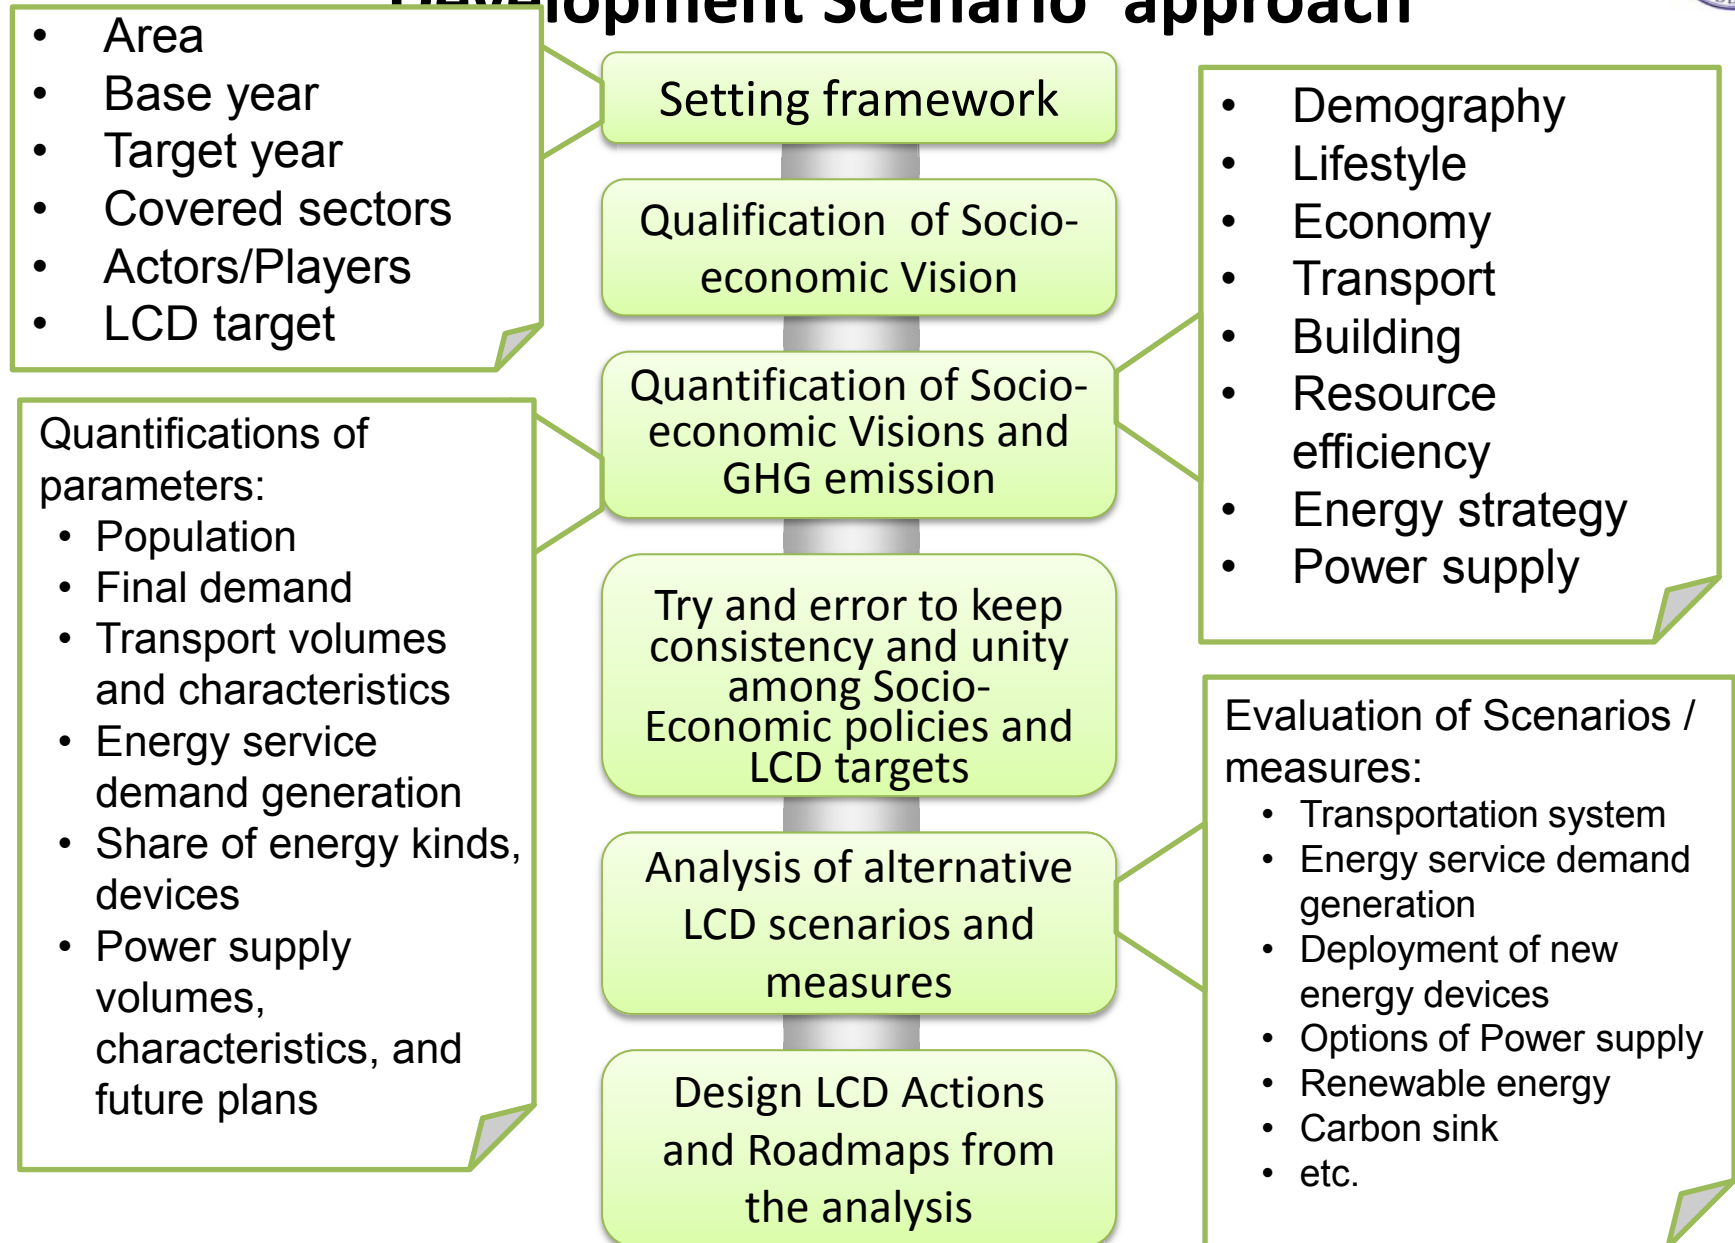 Development Scenario approach
• Area
• Base year
• Target year
• Covered sectors
• Actors/Players
• LCD target
Setting framework
Qualification of Socio-
economic Vision
Quantification of Socio-
economic Visions and
GHG emission
Try and error to keep
consistency and unity
among Socio-
Economic policies and
LCD targets
Analysis of alternative
LCD scenarios and
measures
Design LCD Actions
and Roadmaps from
the analysis
• Demography
• Lifestyle
• Economy
• Transport
• Building
• Resource
efficiency
• Energy strategy
• Power supply
Quantifications of
parameters:
• Population
• Final demand
• Transport volumes
and characteristics
• Energy service
demand generation
• Share of energy kinds,
devices
• Power supply
volumes,
characteristics, and
future plans
Evaluation of Scenarios /
measures:
• Transportation system
• Energy service demand
generation
• Deployment of new
energy devices
• Options of Power supply
• Renewable energy
• Carbon sink
• etc.